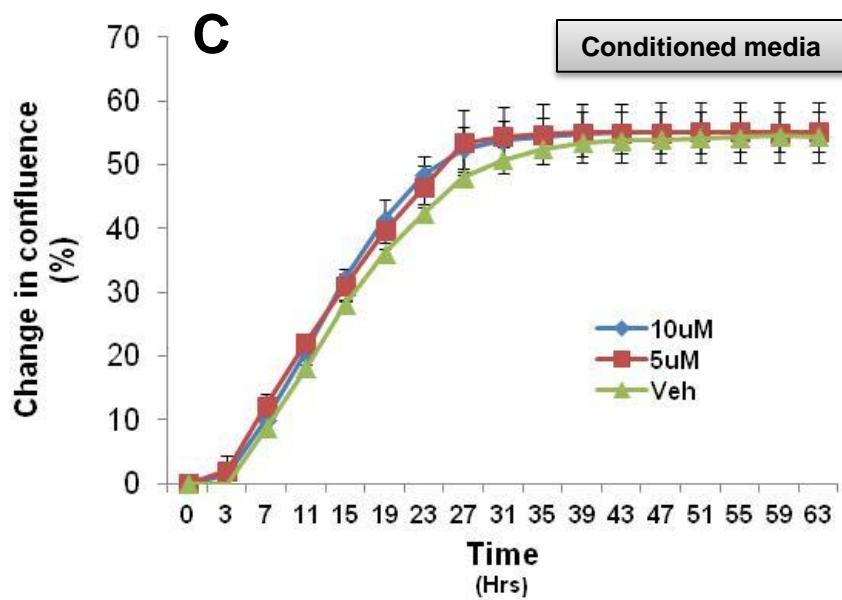 C
Conditioned media
70
60
50
40
30
20
10
0
Change in confluence
(%)
10uM
5uM
Veh
0 3 7 11 15 19 23 27 31 35 39 43 47 51 55 59 63
Time
(Hrs)